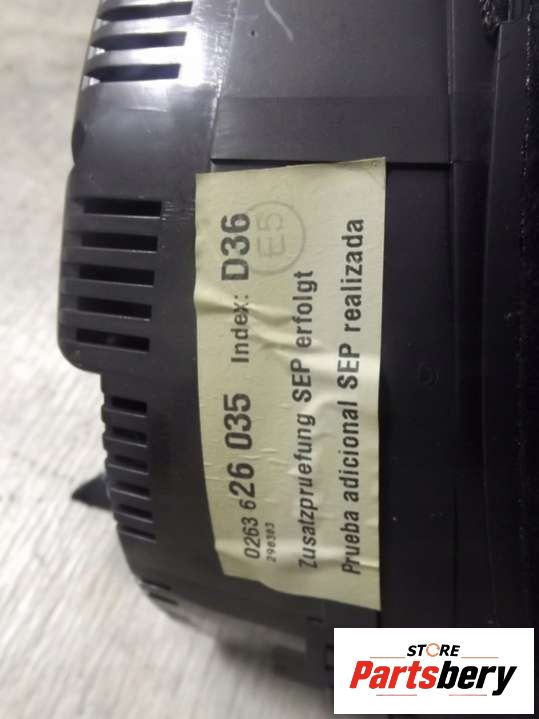 0263 626 035 Index: D36
290303
E5
Zusatzpruefung SEP erfolgt
Prueba adicional SEP realizada
STORE
Partsbery